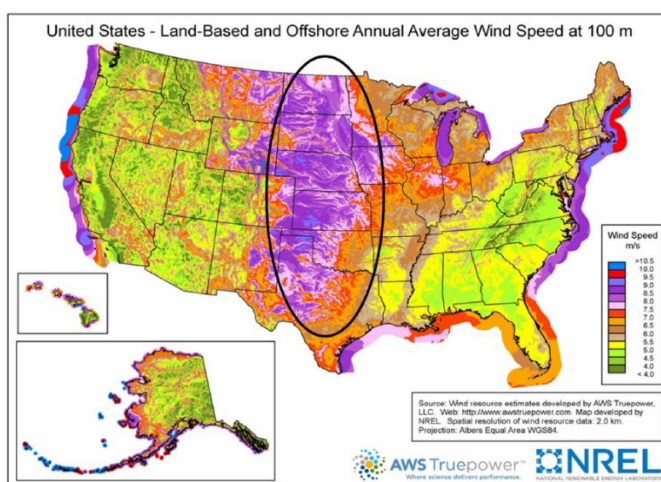 United States - Land-Based and Offshore Annual Average Wind Speed at 100 m
Wind Speed
m/s
>10.5
10.0
9.5
9.0
8.5
8.0
7.5
7.0
6.5
6.0
5.5
5.0
4.5
4.0
< 4.0
Source: Wind resource estimates developed by AWS Truepower,
LLC. Web: http://www.awstruepower.com. Map developed by
NREL. Spatial resolution of wind resource data: 2.0 km.
Projection: Albers Equal Area WGS84.
AWS Truepower™
Where science delivers performance.
NREL
NATIONAL RENEWABLE ENERGY LABORATORY